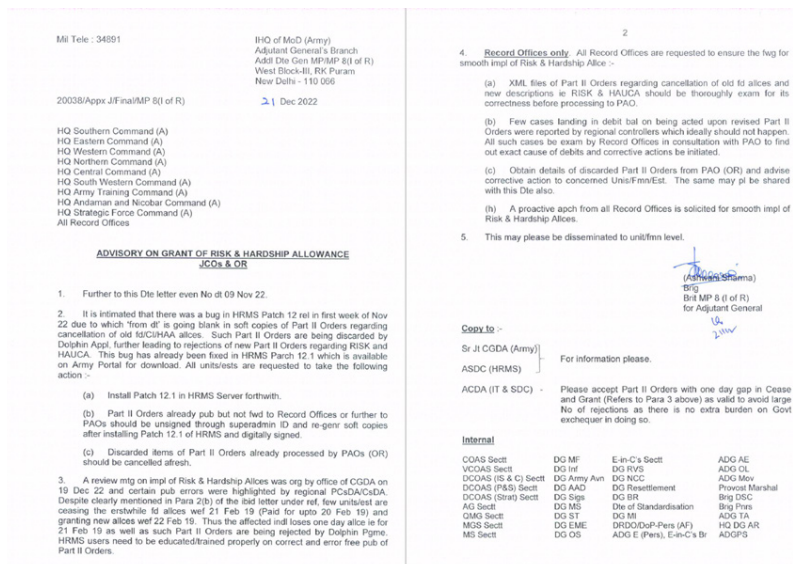 Mil Tele : 34891
IHQ of MoD (Army)
Adjutant General's Branch
Addl Dte Gen MP/MP 8(I of R)
West Block-III, RK Puram
New Delhi - 110 066
20038/Appx J/Final/MP 8(I of R)
21 Dec 2022
HQ Southern Command (A)
HQ Eastern Command (A)
HQ Western Command (A)
HQ Northern Command (A)
HQ Central Command (A)
HQ South Western Command (A)
HQ Army Training Command (A)
HQ Andaman and Nicobar Command (A)
HQ Strategic Force Command (A)
All Record Offices
ADVISORY ON GRANT OF RISK & HARDSHIP ALLOWANCE
JCOs & OR
1. Further to this Dte letter even No dt 09 Nov 22.
2. It is intimated that there was a bug in HRMS Patch 12 rel in first week of Nov
22 due to which 'from dt' is going blank in soft copies of Part II Orders regarding
cancellation of old fd/CI/HAA allces. Such Part II Orders are being discarded by
Dolphin Appl, further leading to rejections of new Part II Orders regarding RISK and
HAUCA. This bug has already been fixed in HRMS Parch 12.1 which is available
on Army Portal for download. All units/ests are requested to take the following
action :-
(a) Install Patch 12.1 in HRMS Server forthwith.
(b) Part II Orders already pub but not fwd to Record Offices or further to
PAOs should be unsigned through superadmin ID and re-genr soft copies
after installing Patch 12.1 of HRMS and digitally signed.
(c) Discarded items of Part II Orders already processed by PAOs (OR)
should be cancelled afresh.
3. A review mtg on impl of Risk & Hardship Allces was org by office of CGDA on
19 Dec 22 and certain pub errors were highlighted by regional PCsDA/CsDA.
Despite clearly mentioned in Para 2(b) of the ibid letter under ref, few units/est are
ceasing the erstwhile fd allces wef 21 Feb 19 (Paid for upto 20 Feb 19) and
granting new allces wef 22 Feb 19. Thus the affected indl loses one day allce ie for
21 Feb 19 as well as such Part II Orders are being rejected by Dolphin Pgme.
HRMS users need to be educated/trained properly on correct and error free pub of
Part II Orders.
2
4. Record Offices only. All Record Offices are requested to ensure the fwg for
smooth impl of Risk & Hardship Allce :-
(a) XML files of Part II Orders regarding cancellation of old fd allces and
new descriptions ie RISK & HAUCA should be thoroughly exam for its
correctness before processing to PAO.
(b) Few cases landing in debit bal on being acted upon revised Part II
Orders were reported by regional controllers which ideally should not happen.
All such cases be exam by Record Offices in consultation with PAO to find
out exact cause of debits and corrective actions be initiated.
(c) Obtain details of discarded Part II Orders from PAO (OR) and advise
corrective action to concerned Unis/Fmn/Est. The same may pl be shared
with this Dte also.
(h) A proactive apch from all Record Offices is solicited for smooth impl of
Risk & Hardship Allces.
5. This may please be disseminated to unit/fmn level.
(Ashwani Sharma)
Brig
Brit MP 8 (I of R)
for Adjutant General
Copy to :-
Sr Jt CGDA (Army)
ASDC (HRMS)
For information please.
ACDA (IT & SDC) - Please accept Part II Orders with one day gap in Cease
and Grant (Refers to Para 3 above) as valid to avoid large
No of rejections as there is no extra burden on Govt
exchequer in doing so.
Internal
COAS Sectt DG MF E-in-C's Sectt ADG AE
VCOAS Sectt DG Inf DG RVS ADG OL
DCOAS (IS & C) Sectt DG Army Avn DG NCC ADG Mov
DCOAS (P&S) Sectt DG AAD DG Resettlement Provost Marshal
DCOAS (Strat) Sectt DG Sigs DG BR Brig DSC
AG Sectt DG MS Dte of Standardisation Brig Pnrs
QMG Sectt DG ST DG MI ADG TA
MGS Sectt DG EME DRDO/DoP-Pers (AF) HQ DG AR
MS Sectt DG OS ADG E (Pers), E-in-C's Br ADGPS